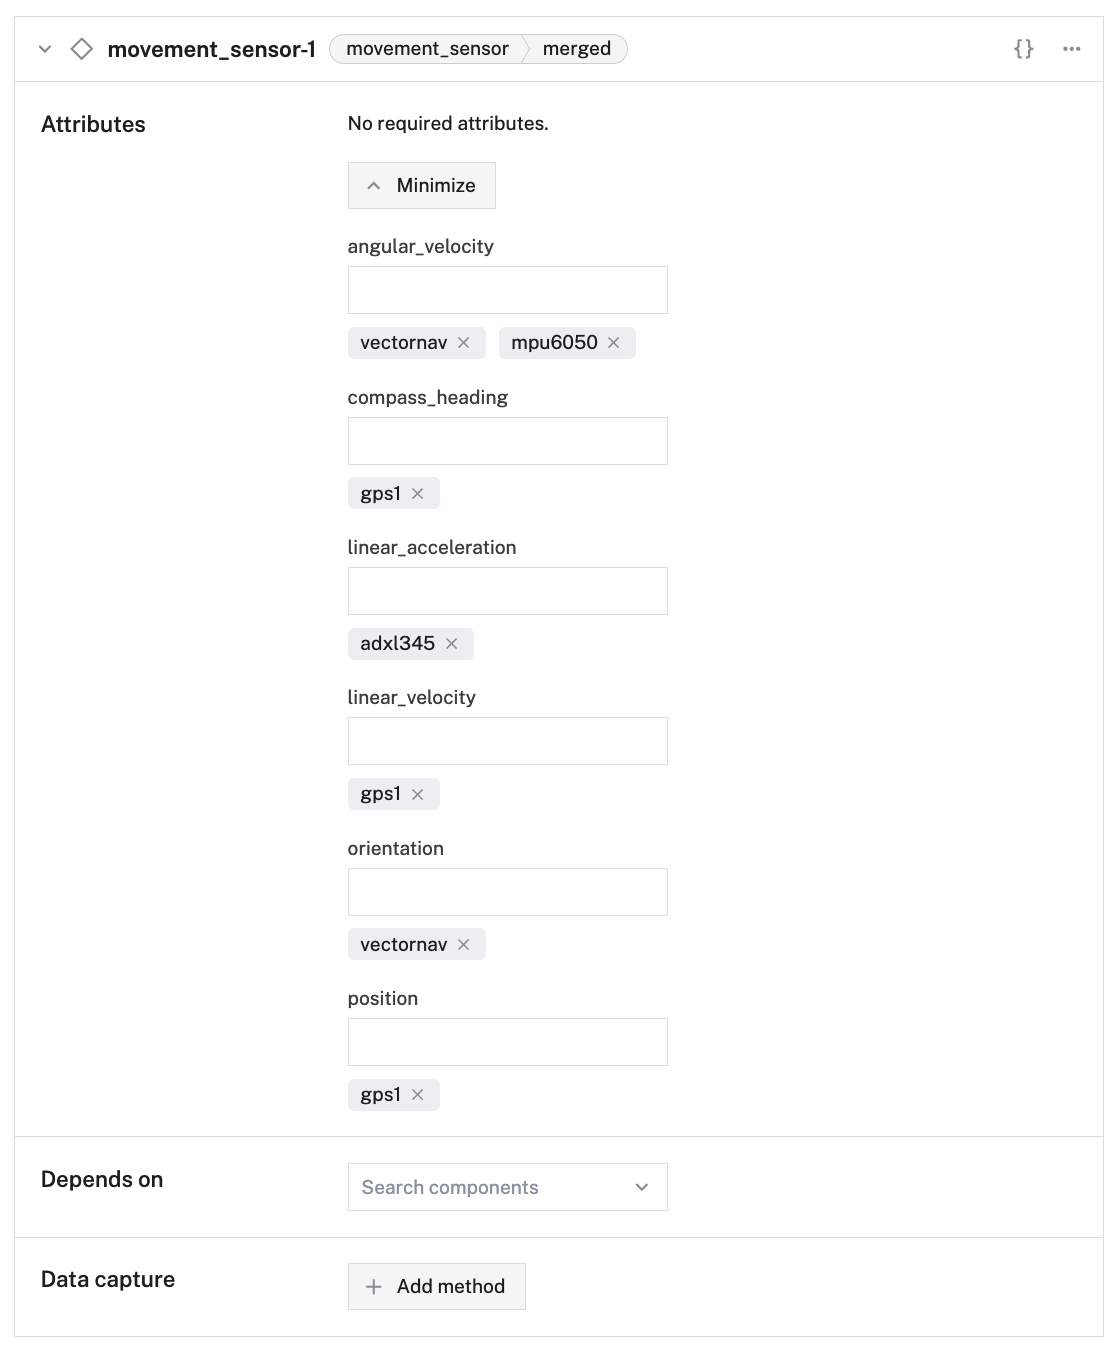 movement_sensor-1 movement_sensor merged {} ...
Attributes
No required attributes.
Minimize
angular_velocity
vectornav × mpu6050 ×
compass_heading
gps1 ×
linear_acceleration
adxl345 ×
linear_velocity
gps1 ×
orientation
vectornav ×
position
gps1 ×
Depends on
Search components
Data capture
+ Add method